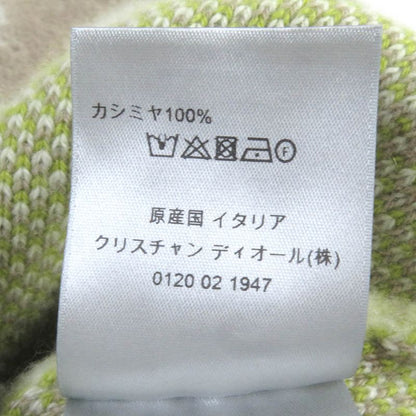 カシミヤ100%
F
原産国 イタリア
クリスチャン ディオール(株)
0120 02 1947